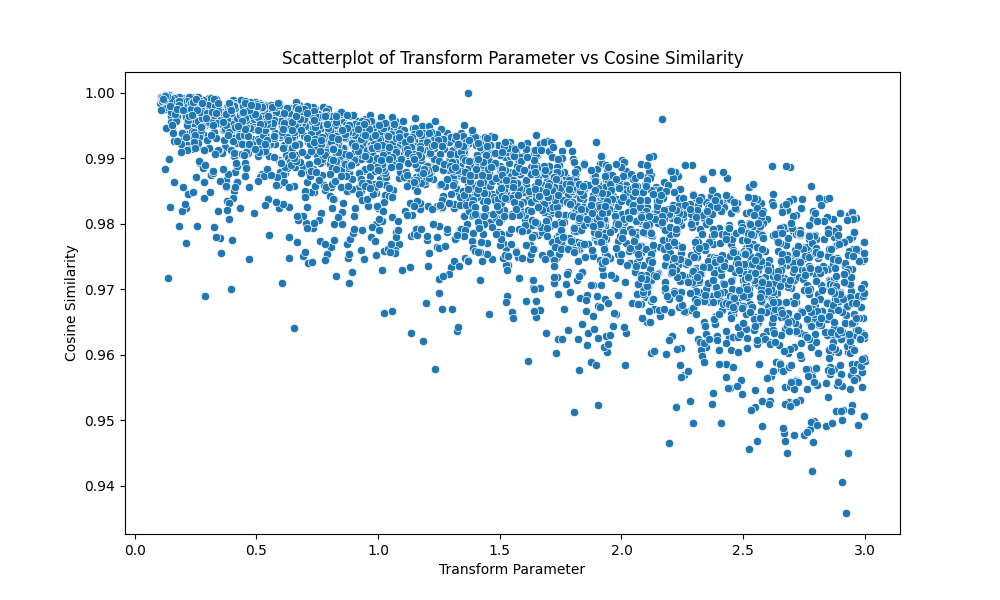 Scatterplot of Transform Parameter vs Cosine Similarity
1.00
0.99
0.98
0.97
0.96
0.95
0.94
Cosine Similarity
0.0 0.5 1.0 1.5 2.0 2.5 3.0
Transform Parameter